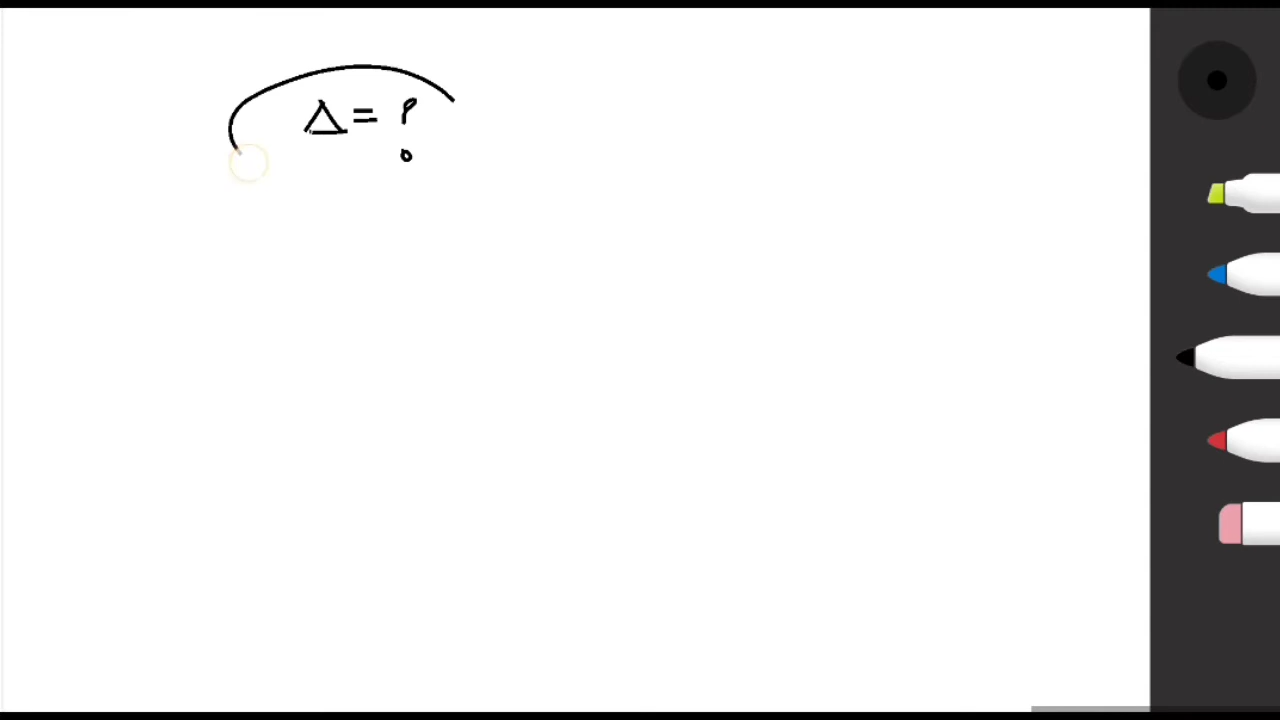 Δ = ?